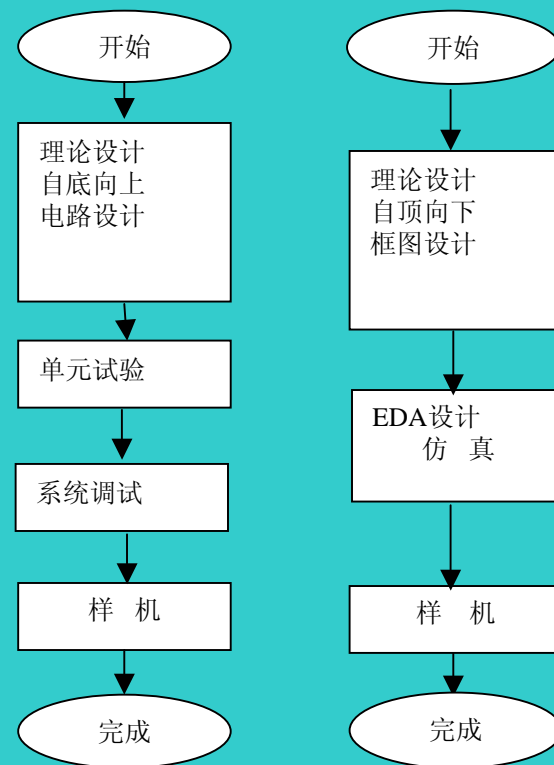 开始
理论设计
自底向上
电路设计
单元试验
系统调试
样 机
完成
开始
理论设计
自顶向下
框图设计
EDA设计
仿 真
样 机
完成